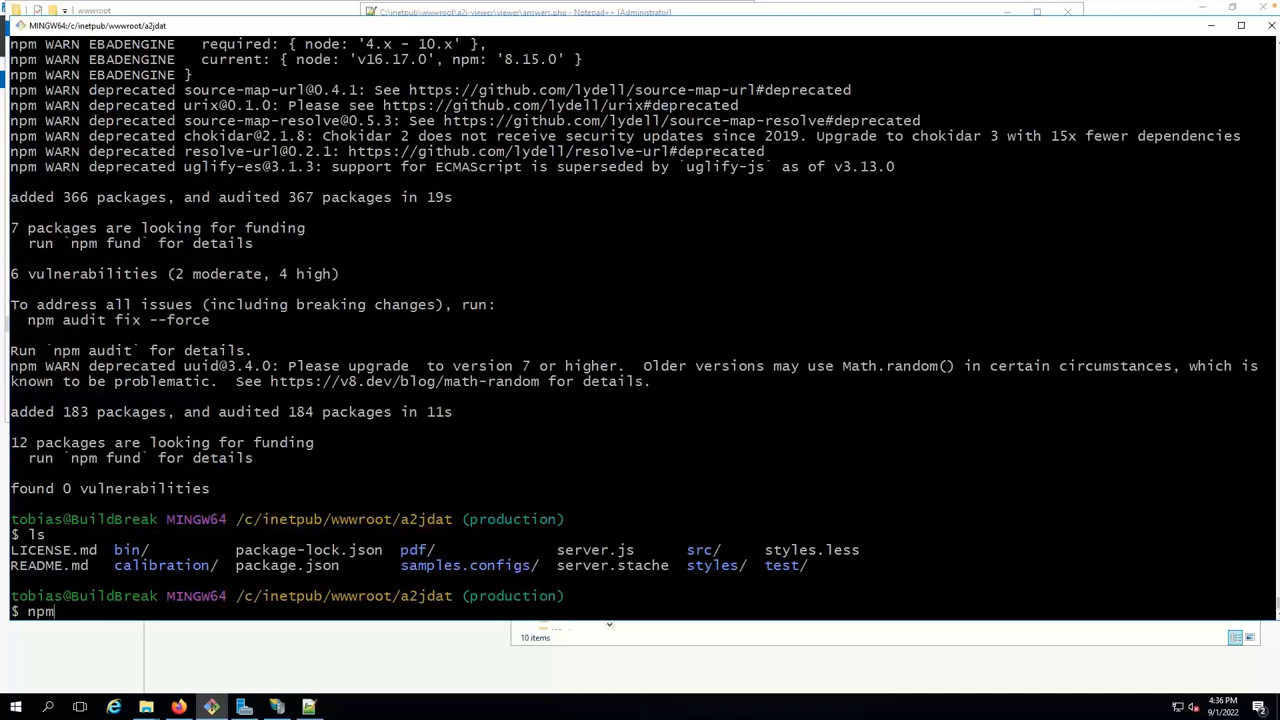 wwwroot
C:\inetpub\wwwroot\a2j-viewer\viewer\answers.php - Notepad++ [Administrator]
MINGW64:/c/inetpub/wwwroot/a2jdat
npm WARN EBADENGINE   required: { node: '4.x - 10.x' },
npm WARN EBADENGINE   current: { node: 'v16.17.0', npm: '8.15.0' }
npm WARN EBADENGINE }
npm WARN deprecated source-map-url@0.4.1: See https://github.com/lydell/source-map-url#deprecated
npm WARN deprecated urix@0.1.0: Please see https://github.com/lydell/urix#deprecated
npm WARN deprecated source-map-resolve@0.5.3: See https://github.com/lydell/source-map-resolve#deprecated
npm WARN deprecated chokidar@2.1.8: Chokidar 2 does not receive security updates since 2019. Upgrade to chokidar 3 with 15x fewer dependencies
npm WARN deprecated resolve-url@0.2.1: https://github.com/lydell/resolve-url#deprecated
npm WARN deprecated uglify-es@3.1.3: support for ECMAScript is superseded by `uglify-js` as of v3.13.0
added 366 packages, and audited 367 packages in 19s
7 packages are looking for funding
  run `npm fund` for details
6 vulnerabilities (2 moderate, 4 high)
To address all issues (including breaking changes), run:
  npm audit fix --force
Run `npm audit` for details.
npm WARN deprecated uuid@3.4.0: Please upgrade  to version 7 or higher.  Older versions may use Math.random() in certain circumstances, which is
known to be problematic.  See https://v8.dev/blog/math-random for details.
added 183 packages, and audited 184 packages in 11s
12 packages are looking for funding
  run `npm fund` for details
found 0 vulnerabilities
tobias@BuildBreak MINGW64 /c/inetpub/wwwroot/a2jdat (production)
$ ls
LICENSE.md  bin/          package-lock.json  pdf/              server.js      src/     styles.less
README.md   calibration/  package.json       samples.configs/  server.stache  styles/  test/
tobias@BuildBreak MINGW64 /c/inetpub/wwwroot/a2jdat (production)
$ npm
10 items
4:36 PM
9/1/2022
2